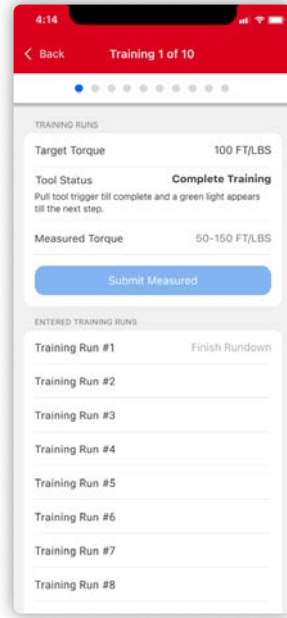 4:14
Back Training 1 of 10
TRAINING RUNS
Target Torque 100 FT/LBS
Tool Status Complete Training
Pull tool trigger till complete and a green light appears
till the next step.
Measured Torque 50-150 FT/LBS
Submit Measured
ENTERED TRAINING RUNS
Training Run #1 Finish Rundown
Training Run #2
Training Run #3
Training Run #4
Training Run #5
Training Run #6
Training Run #7
Training Run #8